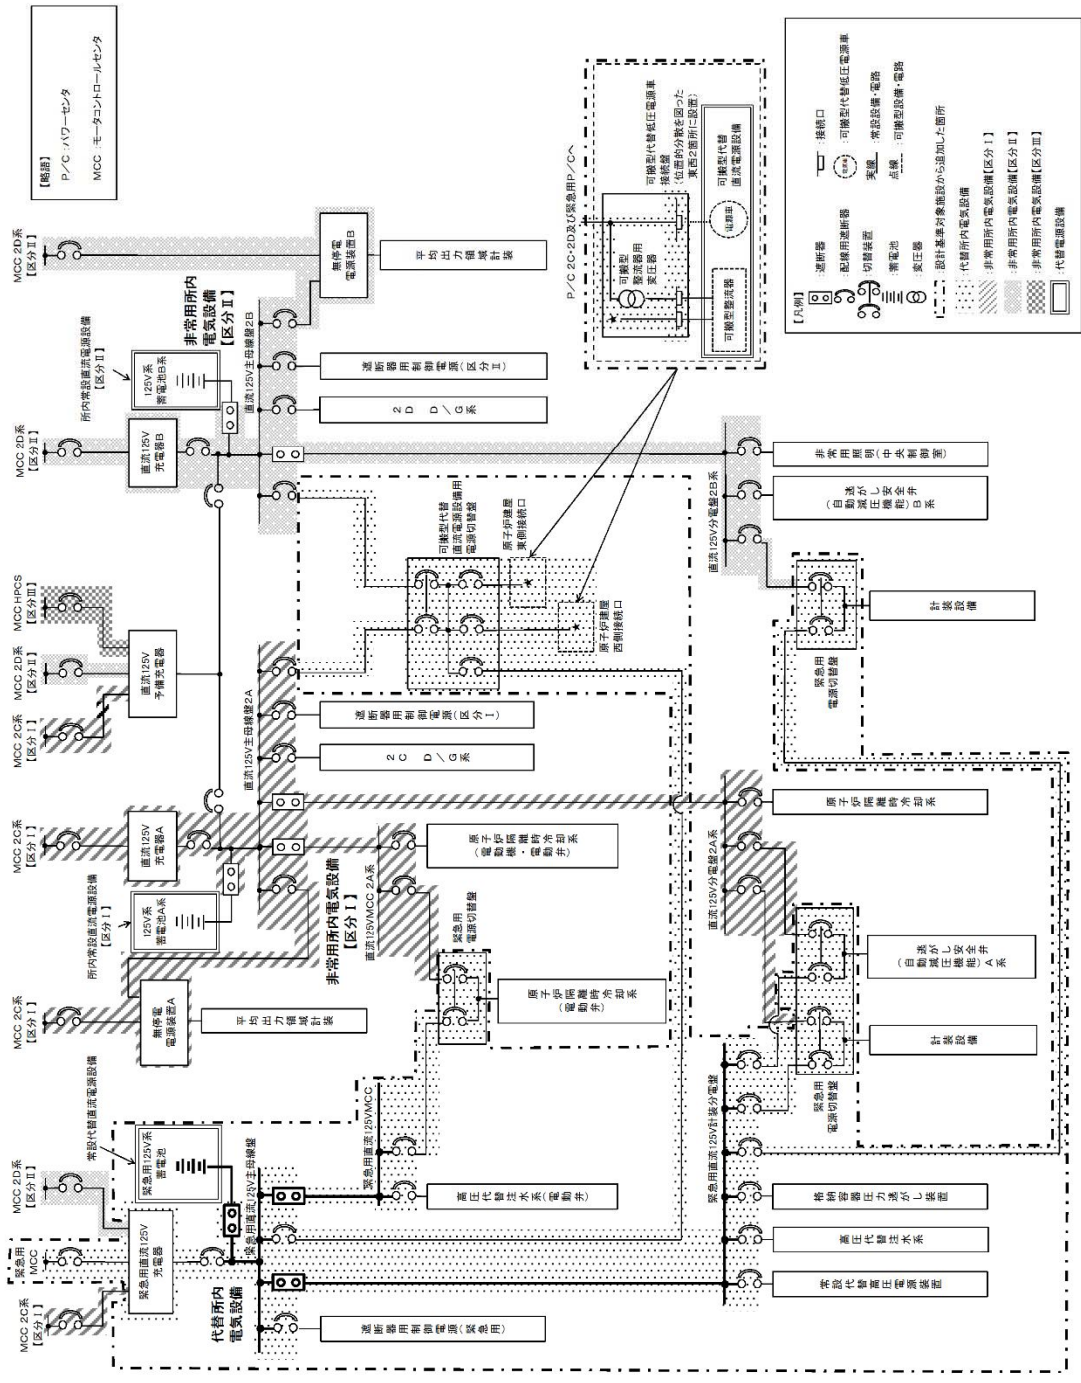 【略語】
P/C :パワーセンタ
MCC :モータコントロールセンタ
MCC 2C系
【区分Ⅰ】
緊急用
MCC
MCC 2D系
【区分Ⅱ】
MCC 2C系
【区分Ⅰ】
MCC 2C系
【区分Ⅰ】
MCC 2C系
【区分Ⅰ】
MCC 2D系
【区分Ⅱ】
MCC HPCS
【区分Ⅲ】
MCC 2D系
【区分Ⅱ】
MCC 2D系
【区分Ⅱ】
常設代替直流電源設備
緊急用直流125V
充電器
緊急用125V系
蓄電池
無停電
電源装置A
平均出力領域計装
所内常設直流電源設備
【区分Ⅰ】
125V系
蓄電池A系
直流125V
充電器A
直流125V
予備充電器
直流125V
充電器B
所内常設直流電源設備
【区分Ⅱ】
125V系
蓄電池B系
非常用所内
電気設備
【区分Ⅱ】
無停電
電源装置B
平均出力領域計装
代替所内
電気設備
緊急用直流125V主母線盤
非常用所内電気設備
【区分Ⅰ】
直流125V主母線盤2A
直流125V主母線盤2B
遮断器用制御電源(緊急用)
2C D/G系
遮断器用制御電源(区分Ⅰ)
2D D/G系
遮断器用制御電源(区分Ⅱ)
緊急用直流125VMCC
高圧代替注水系(電動弁)
直流125VMCC 2A系
緊急用
電源切替盤
原子炉隔離時冷却系
(電動弁)
原子炉隔離時冷却系
(電動機・電動弁)
可搬型代替
直流電源設備用
電源切替盤
原子炉建屋
東側接続口
原子炉建屋
西側接続口
P/C 2C・2D及び緊急用P/Cへ
可搬型代替低圧電源車
接続盤
(位置的分散を図った
東西2箇所に設置)
可搬型
整流器用
変圧器
可搬型代替
直流電源設備
可搬型整流器
電源車
緊急用直流125V計装分電盤
常設代替高圧電源装置
高圧代替注水系
格納容器圧力逃がし装置
直流125V分電盤2A系
緊急用
電源切替盤
計装設備
逃がし安全弁
(自動減圧機能)A系
原子炉隔離時冷却系
直流125V分電盤2B系
緊急用
電源切替盤
計装設備
逃がし安全弁
(自動減圧機能)B系
非常用照明(中央制御室)
【凡例】
:遮断器
:配線用遮断器
:切替装置
:蓄電池
:変圧器
:接続口
電源車
:可搬型代替低圧電源車
実線 :常設設備・電路
点線 :可搬型設備・電路
:設計基準対象施設から追加した箇所
:代替所内電気設備
:非常用所内電気設備【区分Ⅰ】
:非常用所内電気設備【区分Ⅱ】
:非常用所内電気設備【区分Ⅲ】
:代替電源設備